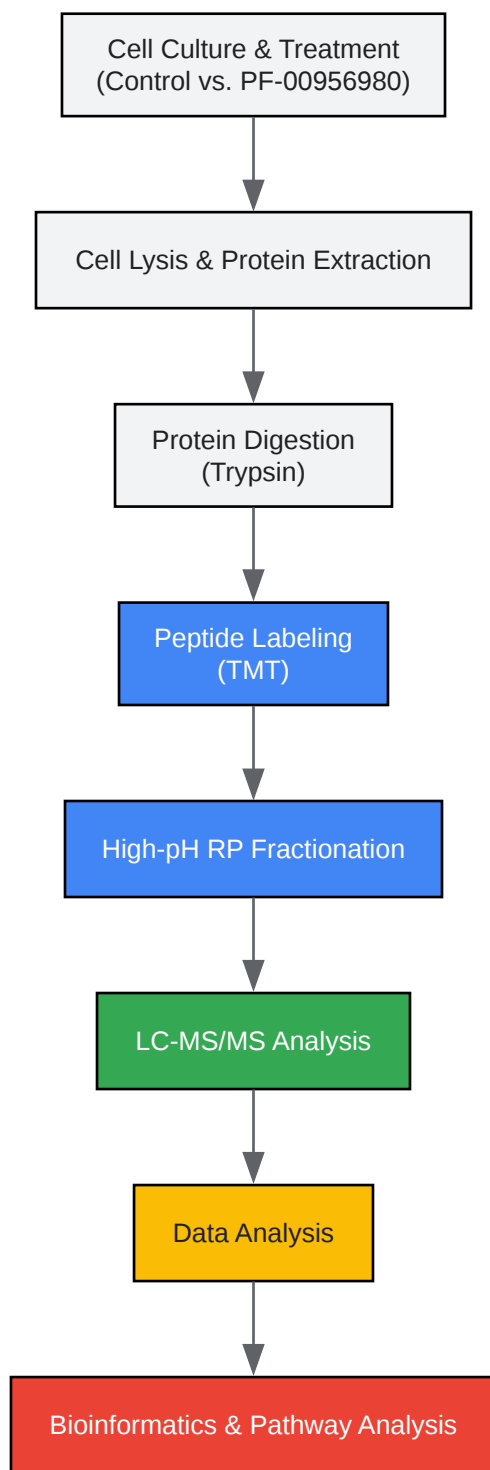 Cell Culture & Treatment
(Control vs. PF-00956980)
Cell Lysis & Protein Extraction
Protein Digestion
(Trypsin)
Peptide Labeling
(TMT)
High-pH RP Fractionation
LC-MS/MS Analysis
Data Analysis
Bioinformatics & Pathway Analysis